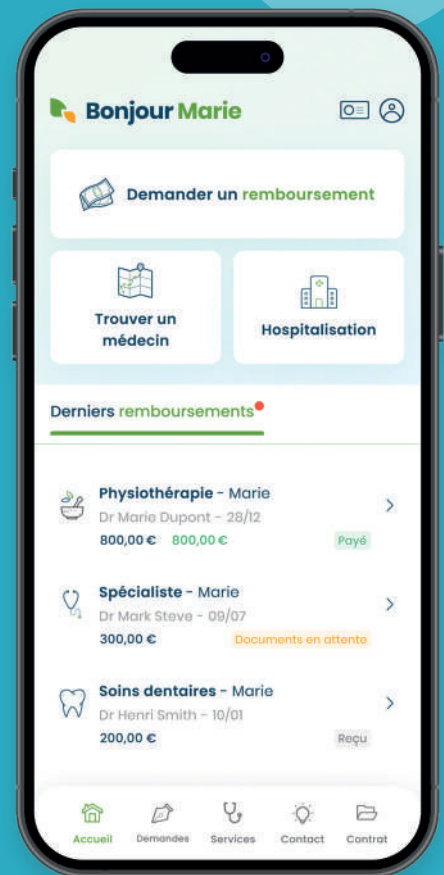 Bonjour Marie
Demander un remboursement
Trouver un
médecin
Hospitalisation
Derniers remboursements
Physiothérapie - Marie
Dr Marie Dupont - 28/12
800,00 € 800,00 €
Payé
Spécialiste - Marie
Dr Mark Steve - 09/07
300,00 €
Documents en attente
Soins dentaires - Marie
Dr Henri Smith - 10/01
200,00 €
Reçu
Accueil
Demandes
Services
Contact
Contrat